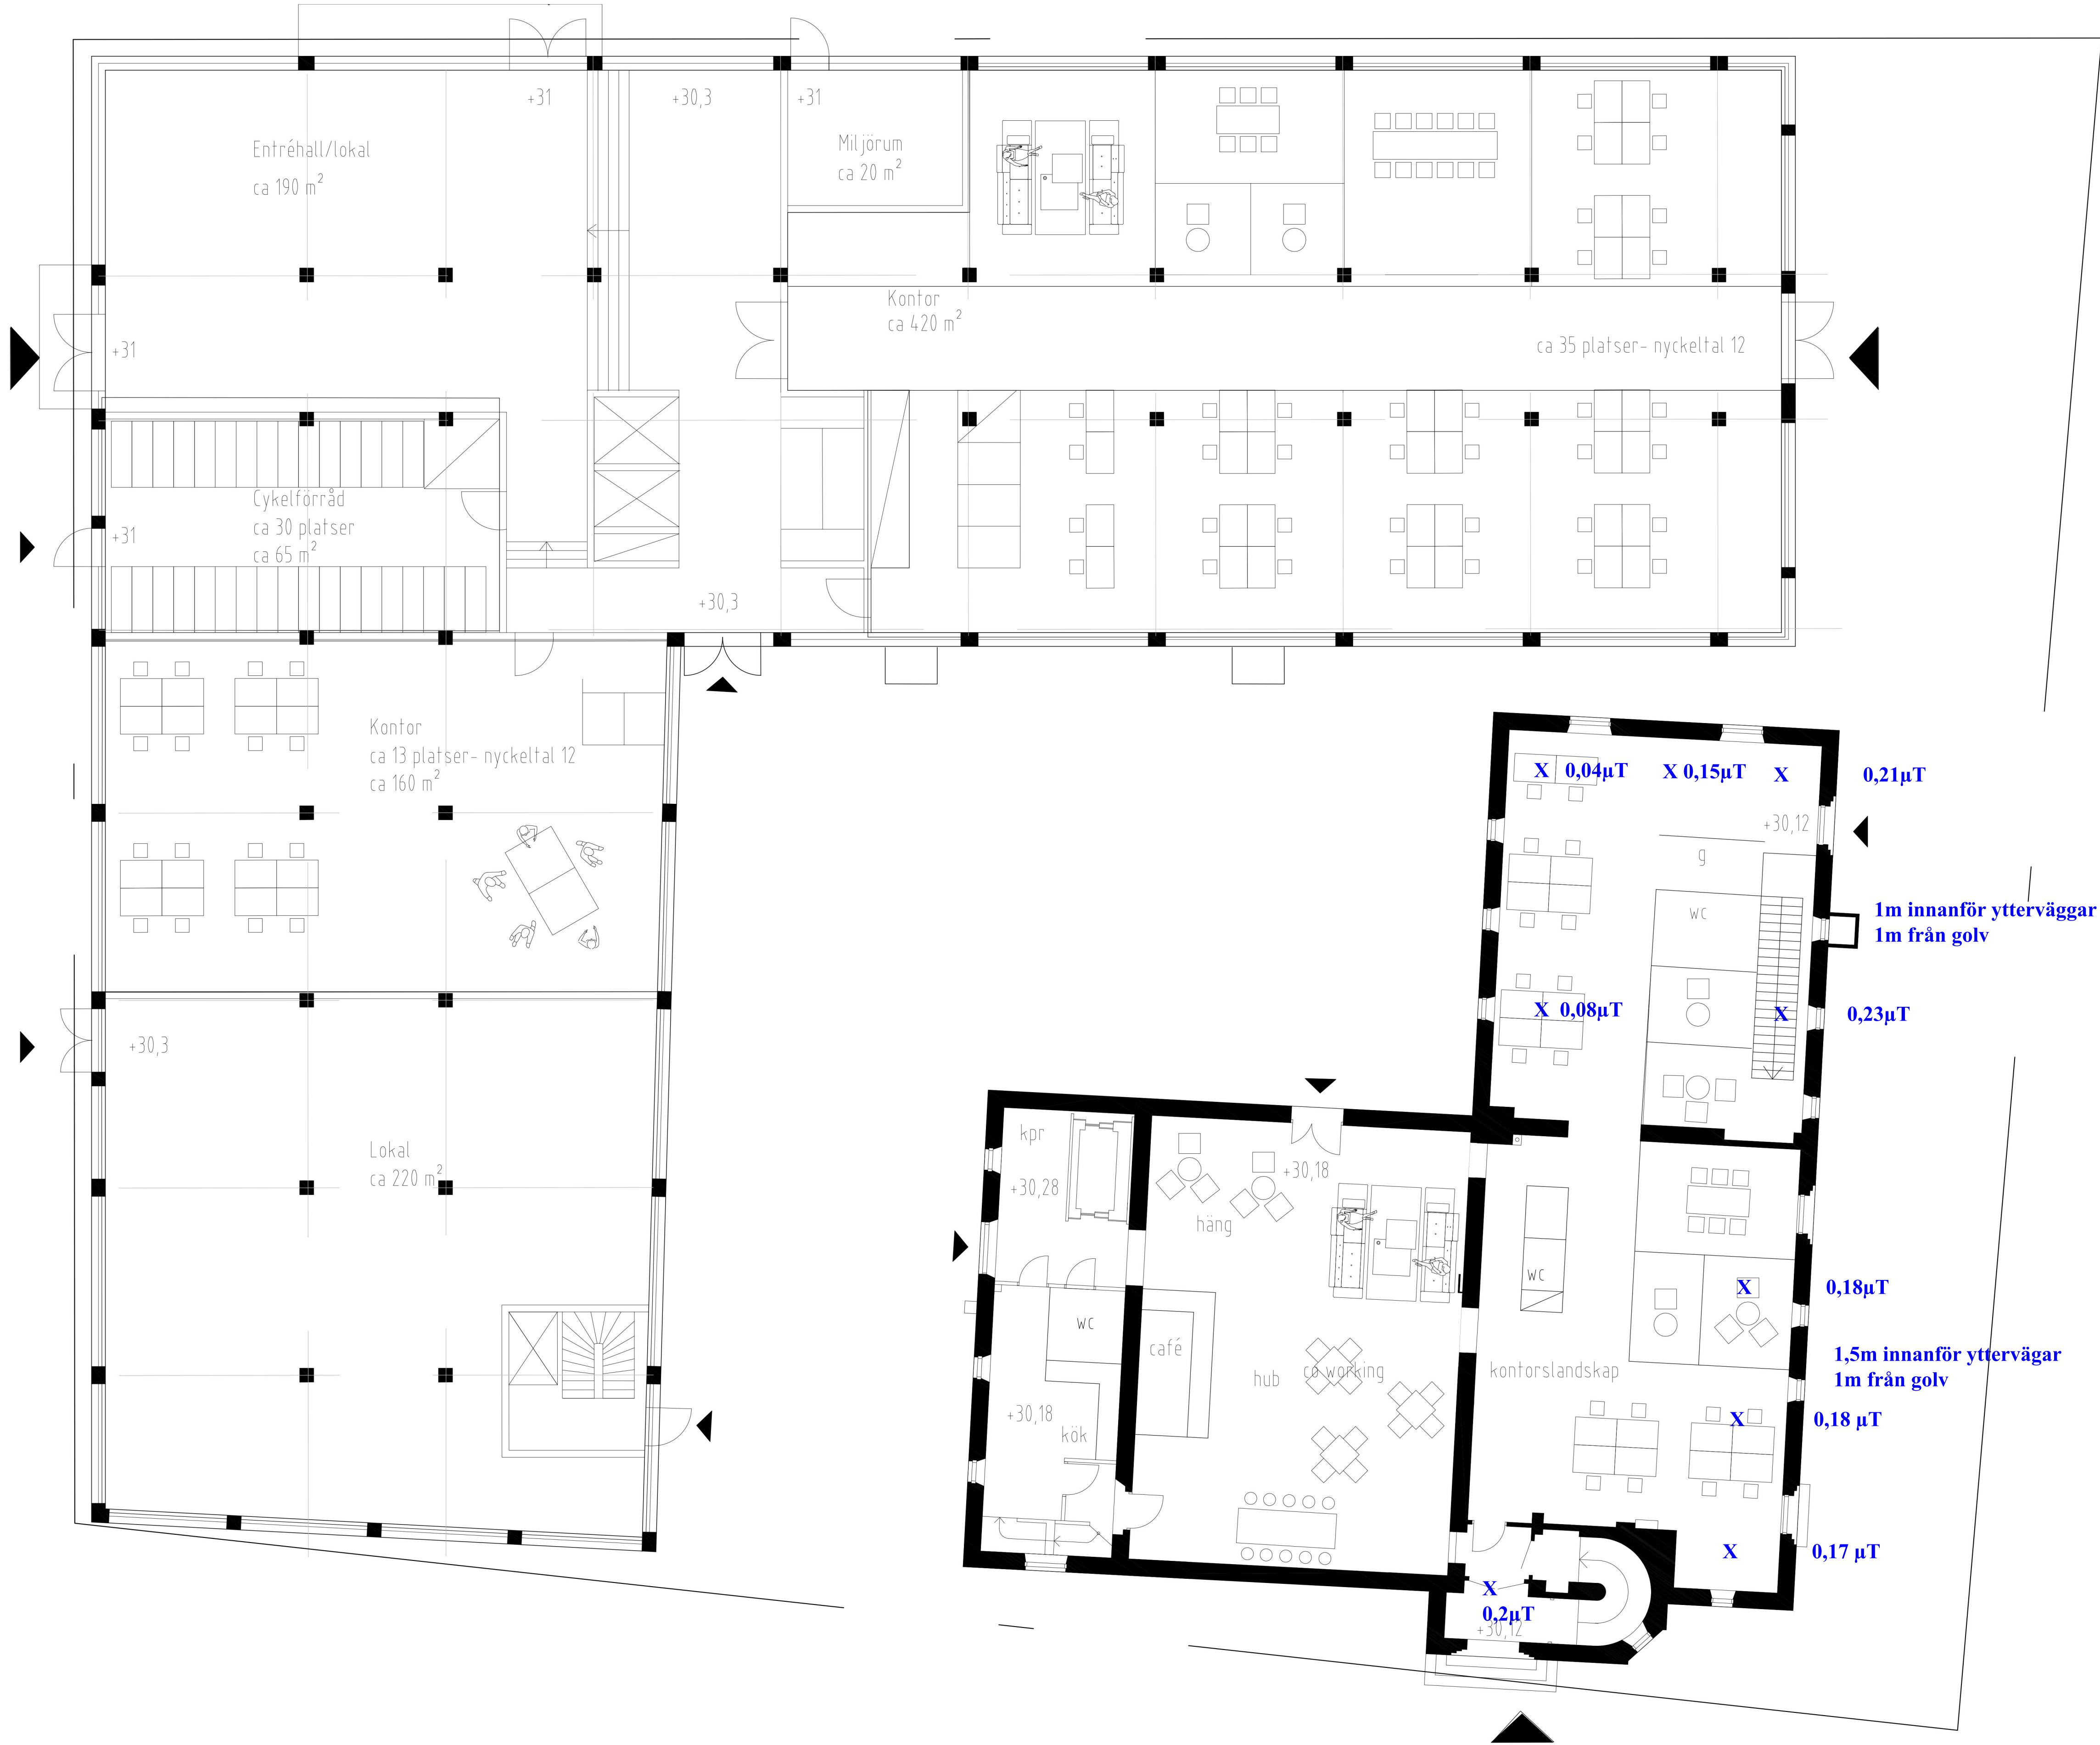 +31
+30,3
+31
Entréhall/lokal
ca 190 m²
Miljörum
ca 20 m²
Kontor
ca 420 m²
ca 35 platser- nyckeltal 12
+31
Cykelförråd
ca 30 platser
ca 65 m²
+31
+30,3
Kontor
ca 13 platser- nyckeltal 12
ca 160 m²
X 0,04µT
X 0,15µT
X
0,21µT
+30,12
g
wc
1m innanför ytterväggar
1m från golv
X 0,08µT
X
0,23µT
+30,3
Lokal
ca 220 m²
kpr
+30,28
+30,18
häng
wc
X
0,18µT
wc
café
hub
co working
kontorslandskap
1,5m innanför yttervägar
1m från golv
+30,18
kök
X
0,18 µT
X
0,17 µT
X
0,2µT
+30,12